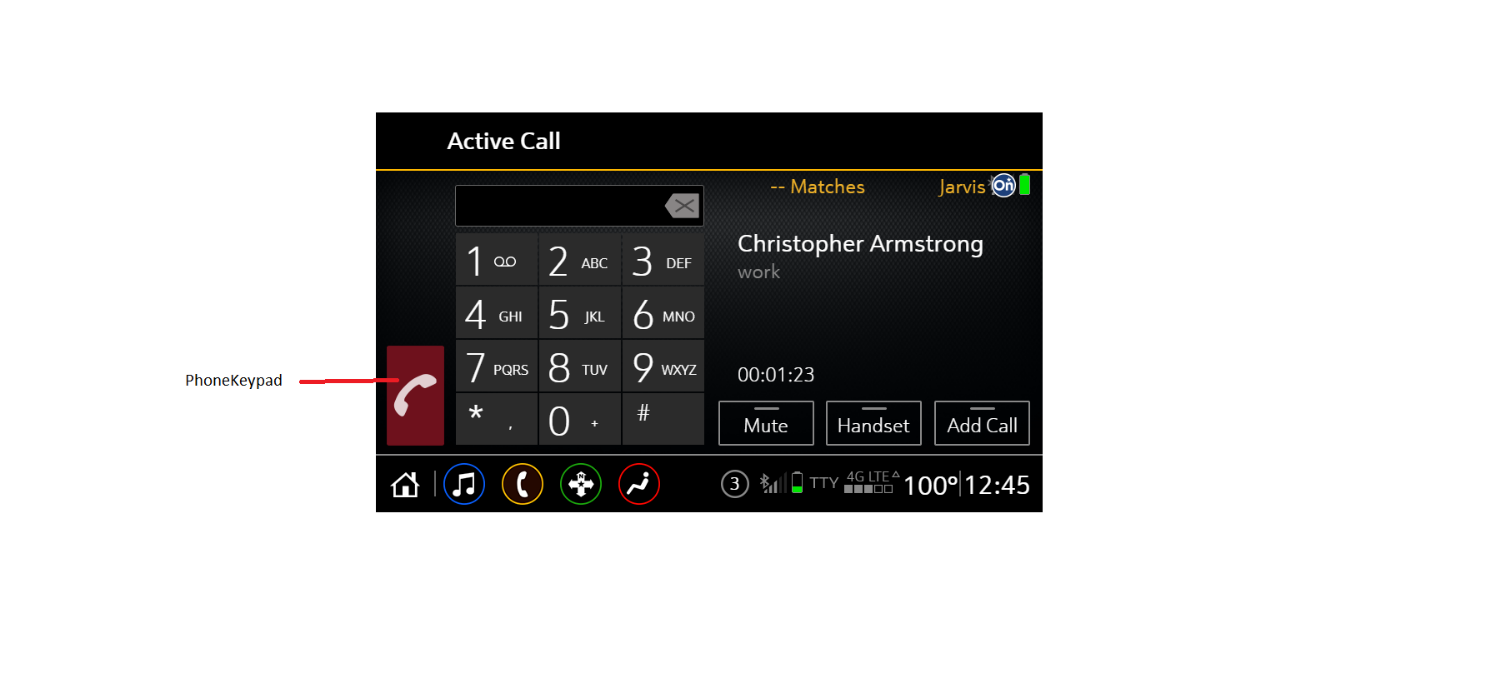 Active Call
-- Matches
Jarvis
On
Christopher Armstrong
work
1
2 ABC
3 DEF
4 GHI
5 JKL
6 MNO
7 PQRS
8 TUV
9 WXYZ
* ,
0 +
#
PhoneKeypad
00:01:23
Mute
Handset
Add Call
N
3
TTY
4G LTE
100°
12:45